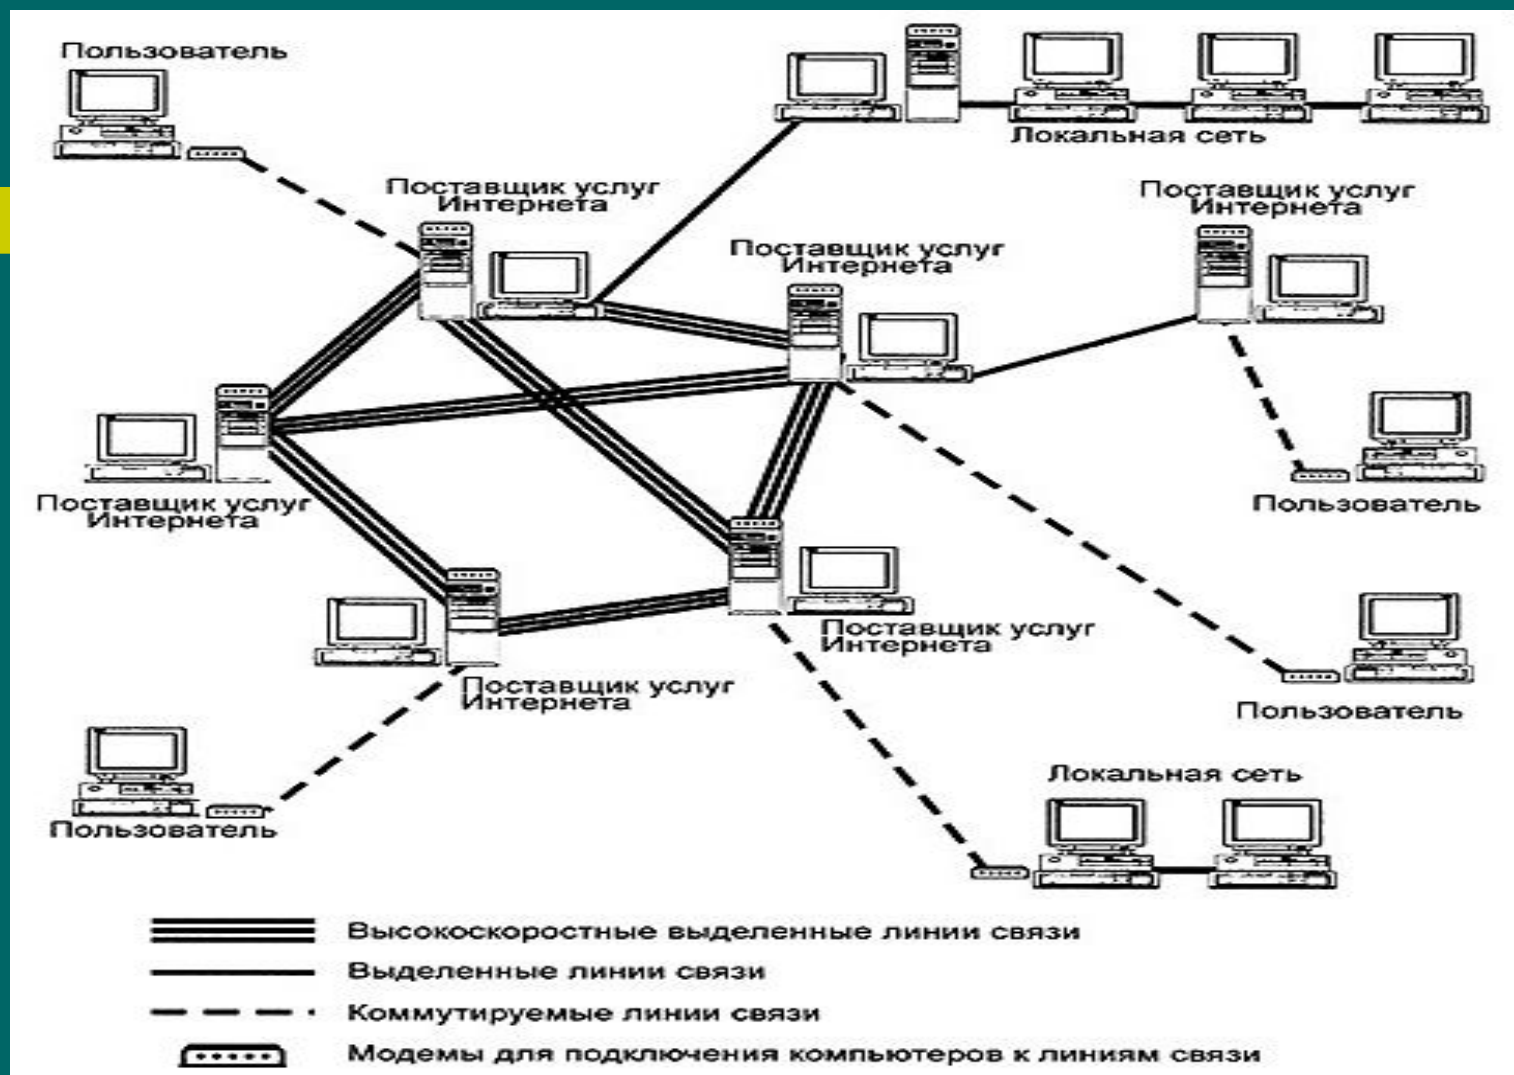 Пользователь
Локальная сеть
Поставщик услуг
Интернета
Поставщик услуг
Интернета
Поставщик услуг
Интернета
Поставщик услуг
Интернета
Пользователь
Поставщик услуг
Интернета
Поставщик услуг
Интернета
Пользователь
Локальная сеть
Пользователь
Высокоскоростные выделенные линии связи
Выделенные линии связи
Коммутируемые линии связи
Модемы для подключения компьютеров к линиям связи